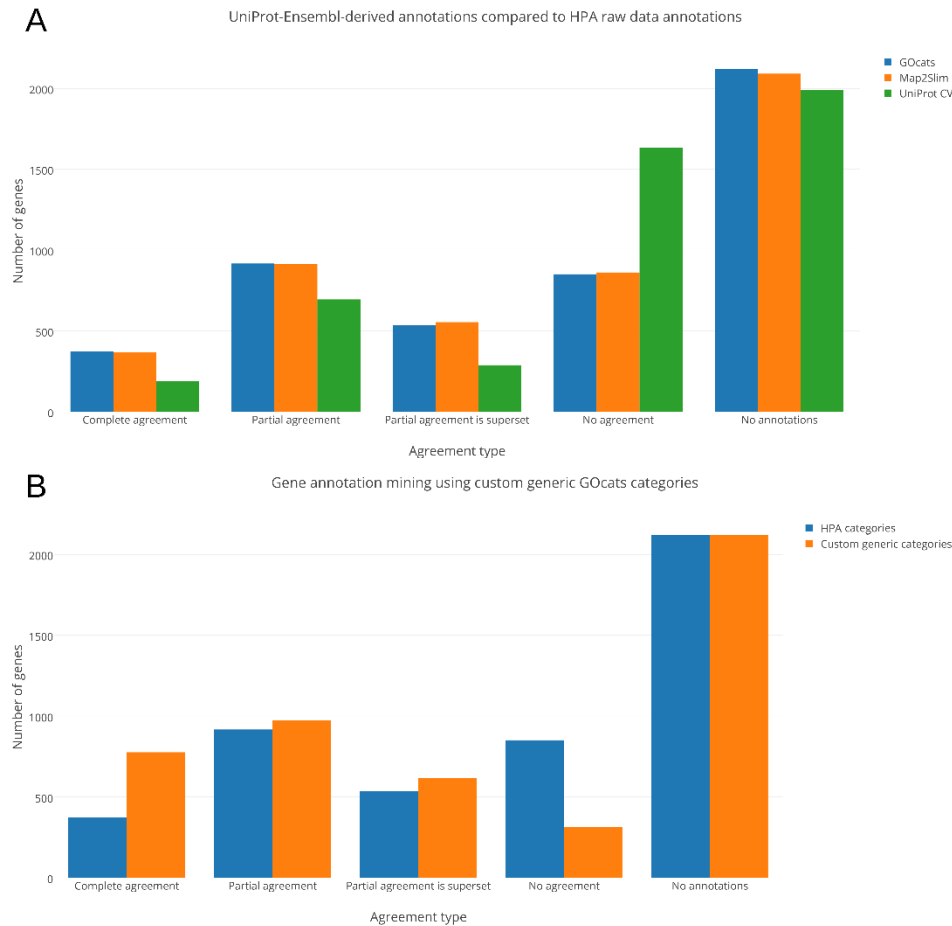 A
UniProt-Ensembl-derived annotations compared to HPA raw data annotations
GOcats
Map2Slim
UniProt CV
Number of genes
2000
1500
1000
500
0
Complete agreement
Partial agreement
Partial agreement is superset
No agreement
No annotations
Agreement type
B
Gene annotation mining using custom generic GOcats categories
HPA categories
Custom generic categories
Number of genes
2000
1500
1000
500
0
Complete agreement
Partial agreement
Partial agreement is superset
No agreement
No annotations
Agreement type